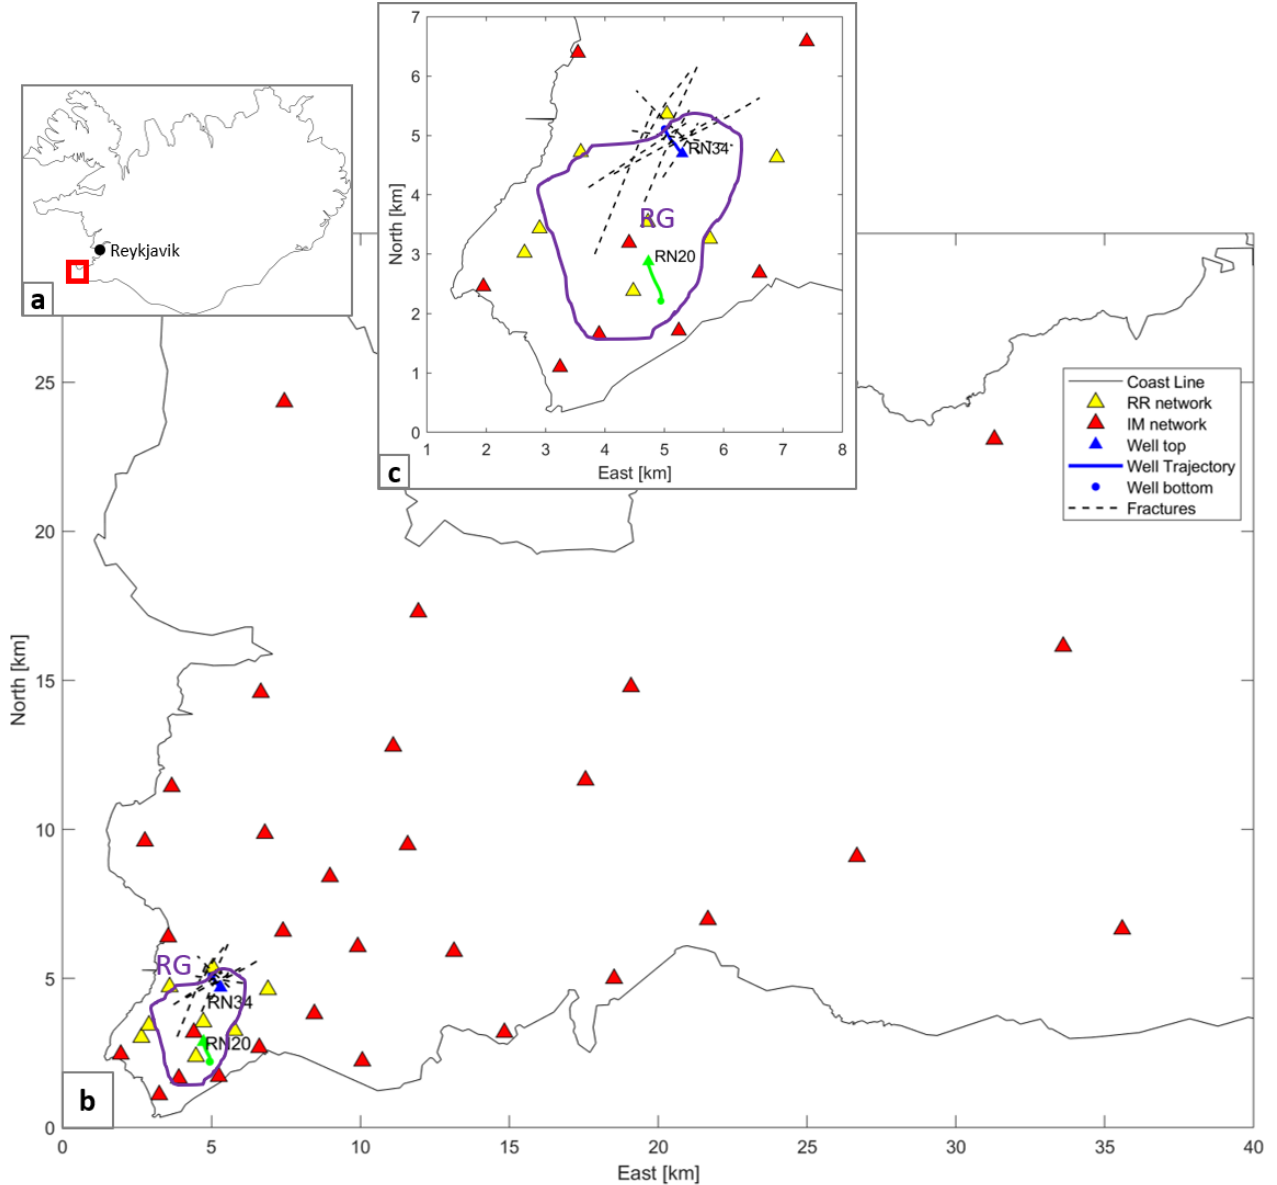 Reykjavik
a
7
6
5
4
3
2
1
0
North [km]
RN34
RG
RN20
1 2 3 4 5 6 7 8
East [km]
c
Coast Line
RR network
IM network
Well top
Well Trajectory
Well bottom
Fractures
25
20
15
10
5
0
North [km]
RG
RN34
RN20
b
0 5 10 15 20 25 30 35 40
East [km]